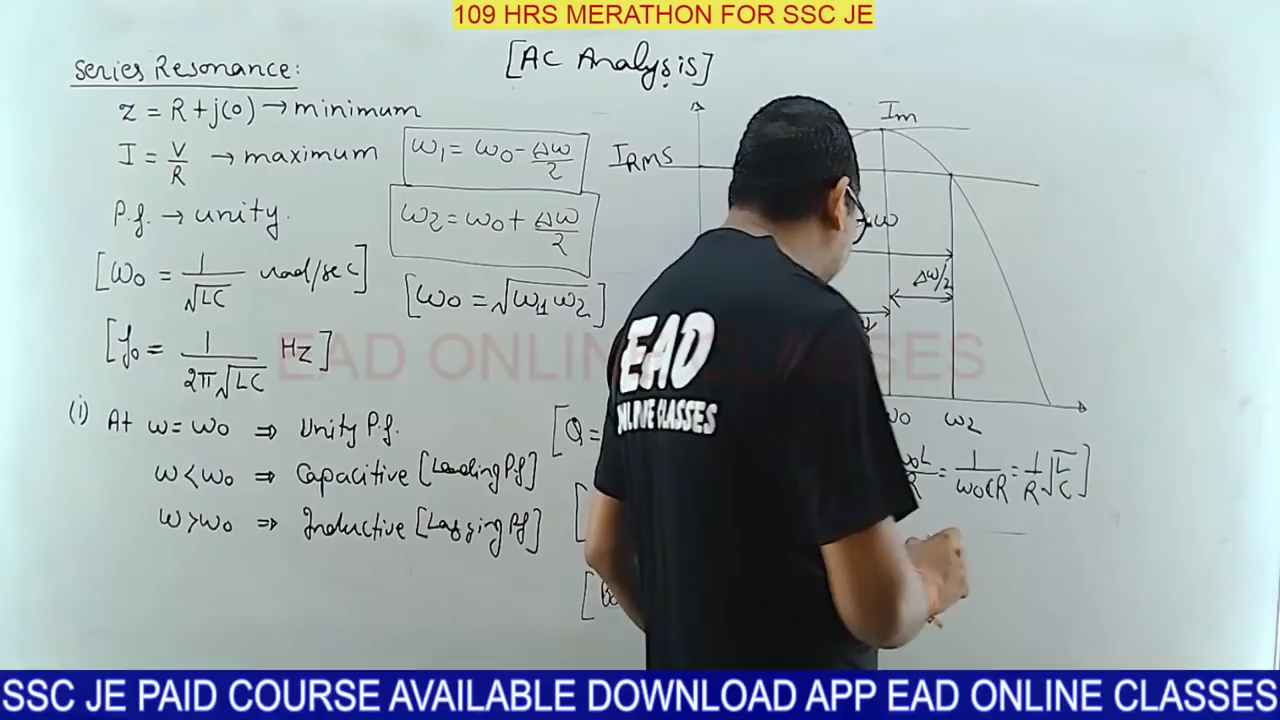 109 HRS MERATHON FOR SSC JE
[AC Analysis]
Series Resonance:
Z = R + j(0) → minimum
I = V/R → maximum
P.f. → unity.
[ω0 = 1/√LC rad/sec]
[f0 = 1/2π√LC Hz]
(i) At ω = ω0 ⇒ Unity P.f.
ω < ω0 ⇒ Capacitive [Leading P.f]
ω > ω0 ⇒ Inductive [Lagging Pf]
ω1 = ω0 - Δω/2
ω2 = ω0 + Δω/2
[ω0 = √ω1ω2]
Im
IRMS
Δω/2
ω0 ω2
[Q =
ω0L/R = 1/ω0CR = 1/R √L/C]
EAD ONLINE CLASSES
EAD
ONLINE CLASSES
SSC JE PAID COURSE AVAILABLE DOWNLOAD APP EAD ONLINE CLASSES